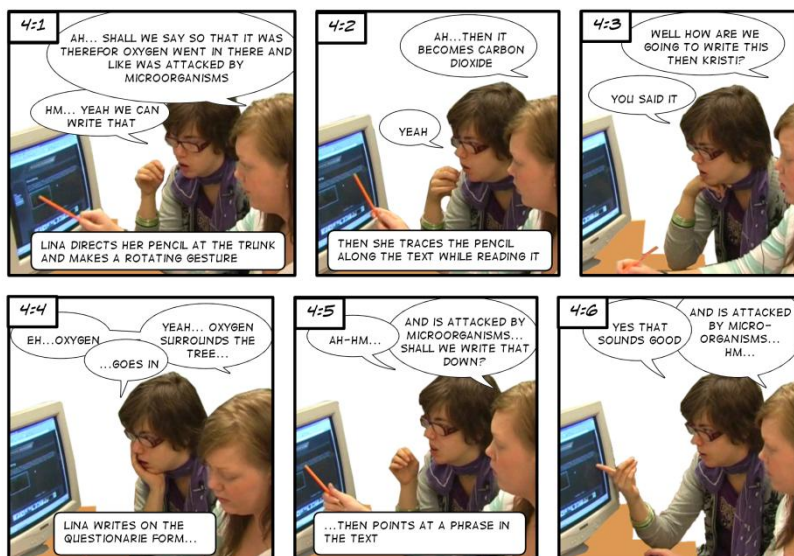 4:1
AH... SHALL WE SAY SO THAT IT WAS
THEREFOR OXYGEN WENT IN THERE AND
LIKE WAS ATTACKED BY
MICROORGANISMS
HM... YEAH WE CAN
WRITE THAT
LINA DIRECTS HER PENCIL AT THE TRUNK
AND MAKES A ROTATING GESTURE
4:2
AH...THEN IT
BECOMES CARBON
DIOXIDE
YEAH
THEN SHE TRACES THE PENCIL
ALONG THE TEXT WHILE READING IT
4:3
WELL HOW ARE WE
GOING TO WRITE THIS
THEN KRISTI?
YOU SAID IT
4:4
EH...OXYGEN
YEAH... OXYGEN
SURROUNDS THE
TREE...
...GOES IN
LINA WRITES ON THE
QUESTIONARIE FORM...
4:5
AH-HM...
AND IS ATTACKED BY
MICROORGANISMS...
SHALL WE WRITE THAT
DOWN?
...THEN POINTS AT A PHRASE IN
THE TEXT
4:6
YES THAT
SOUNDS GOOD
AND IS ATTACKED
BY MICRO-
ORGANISMS...
HM...